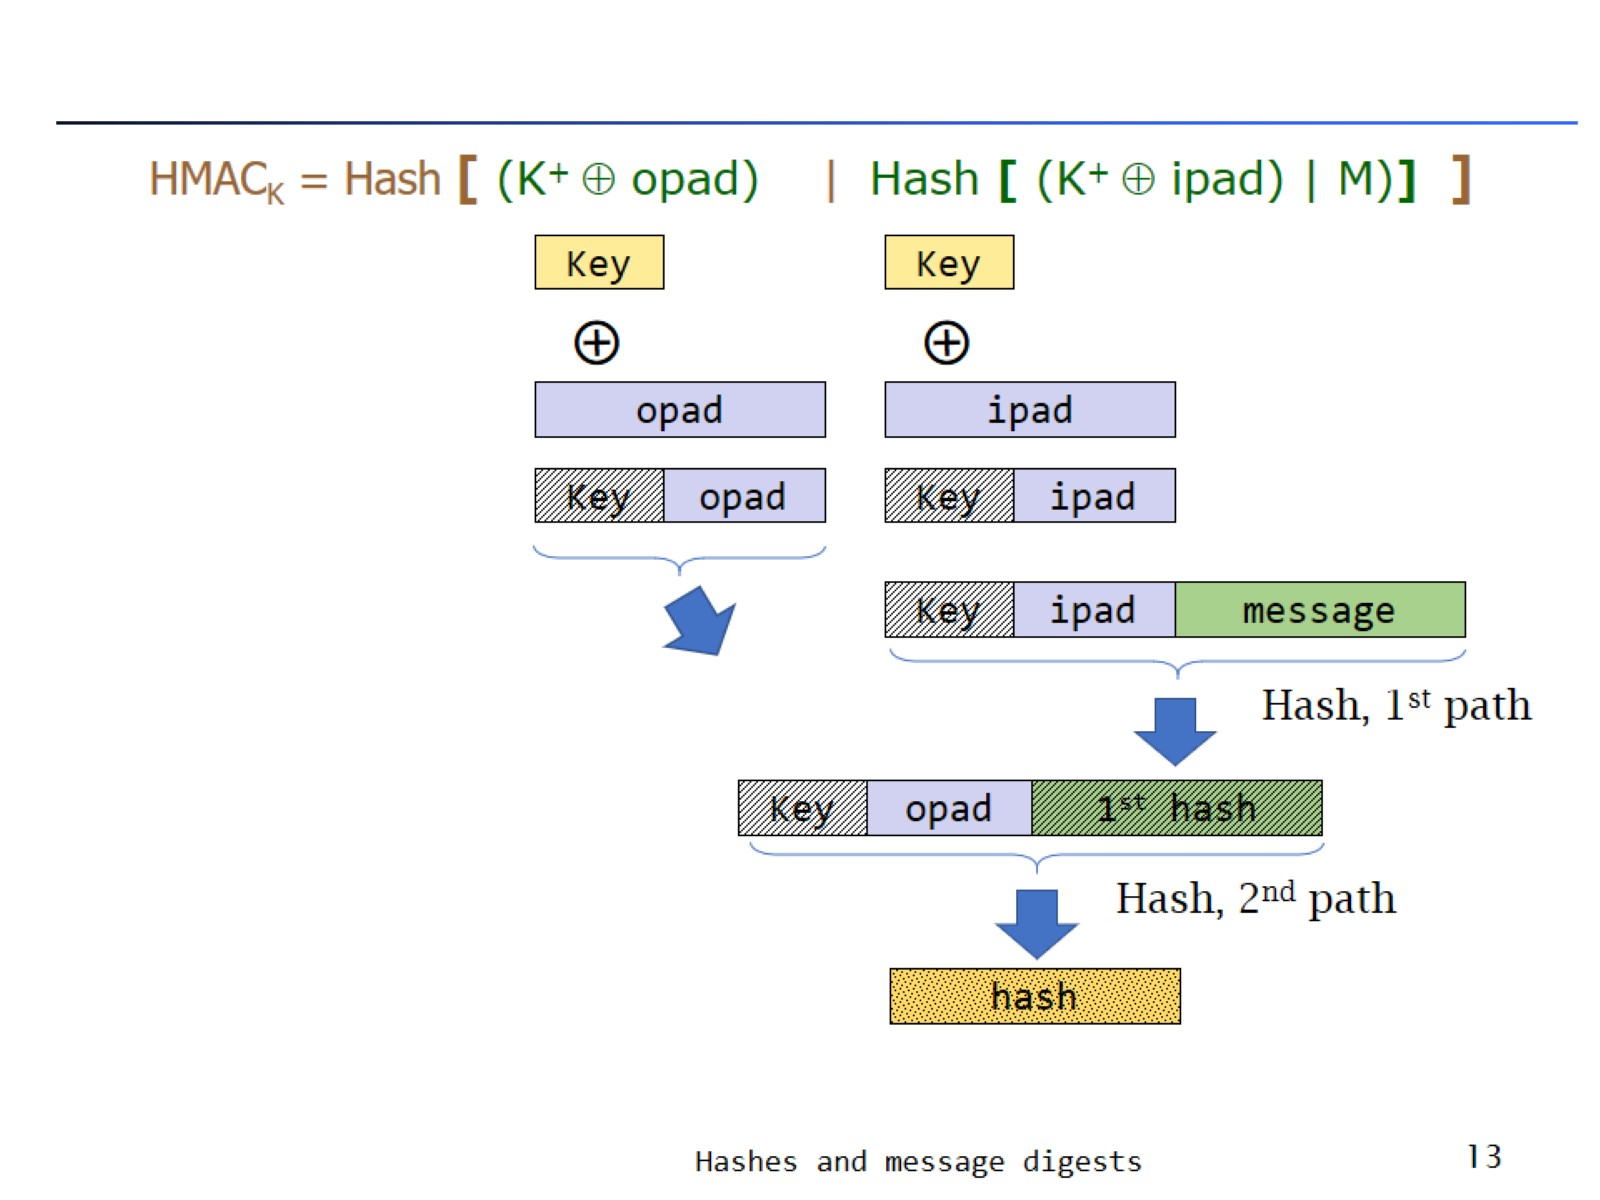 HMACK = Hash [ (K+ ⊕ opad) | Hash [ (K+ ⊕ ipad) | M)] ]
Key Key
⊕ ⊕
opad ipad
Key opad Key ipad
Key ipad message
Hash, 1st path
Key opad 1st hash
Hash, 2nd path
hash
Hashes and message digests 13